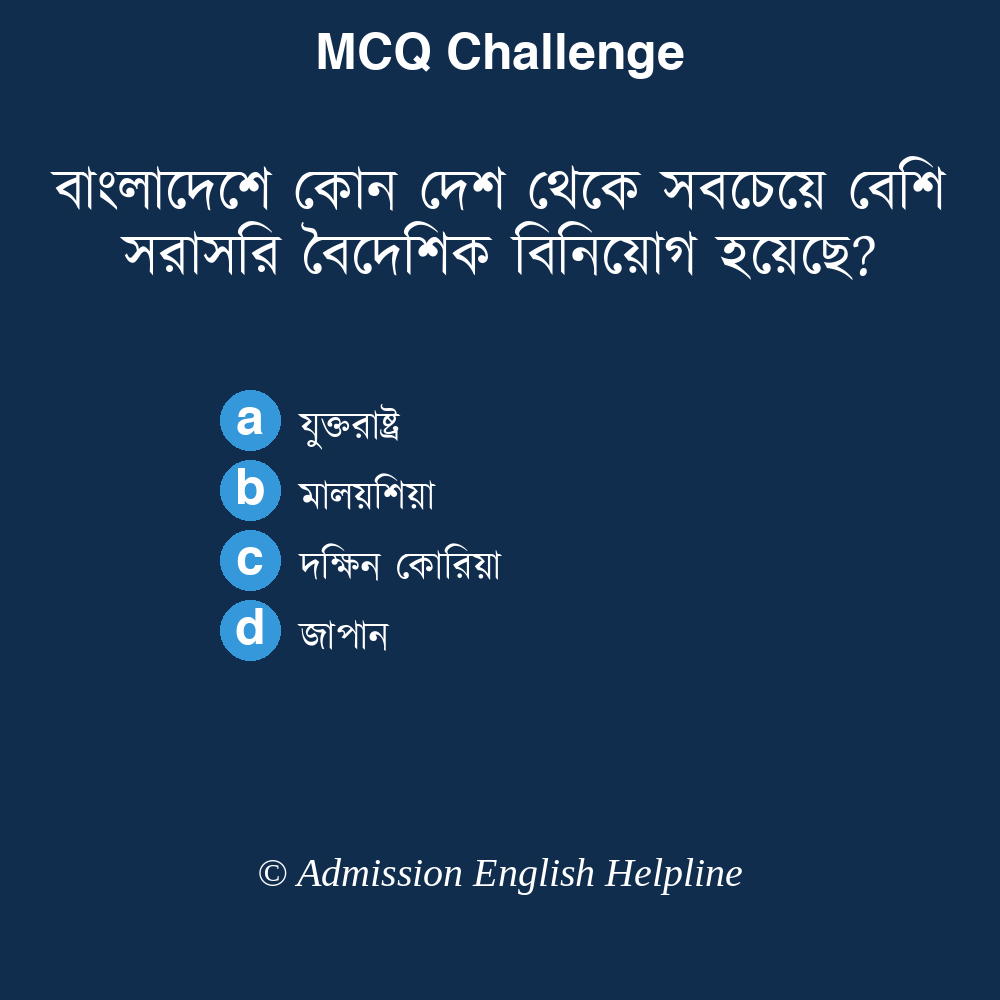 MCQ Challenge
বাংলাদেশে কোন দেশ থেকে সবচেয়ে বেশি
সরাসরি বৈদেশিক বিনিয়োগ হয়েছে?
a যুক্তরাষ্ট্র
b মালয়শিয়া
c দক্ষিন কোরিয়া
d জাপান
© Admission English Helpline